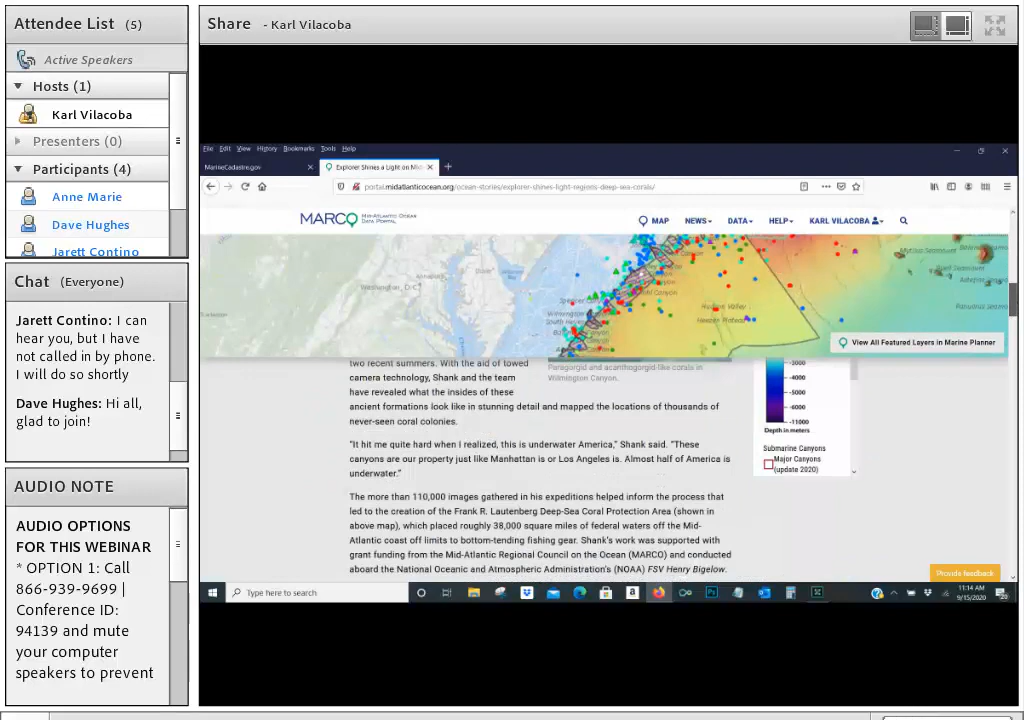 Attendee List (5)
Active Speakers
Hosts (1)
Karl Vilacoba
Presenters (0)
Participants (4)
Anne Marie
Dave Hughes
Jarett Contino
Chat (Everyone)
Jarett Contino: I can
hear you, but I have
not called in by phone.
I will do so shortly
Dave Hughes: Hi all,
glad to join!
AUDIO NOTE
AUDIO OPTIONS
FOR THIS WEBINAR
* OPTION 1: Call
866-939-9699 |
Conference ID:
94139 and mute
your computer
speakers to prevent
Share - Karl Vilacoba
File Edit View History Bookmarks Tools Help
MarineCadastre.gov
Explorer Shines a Light on Mid
portal.midatlanticocean.org/ocean-stories/explorer-shines-light-regions-deep-sea-corals/
MARCO MID-ATLANTIC OCEAN
DATA PORTAL
MAP NEWS DATA HELP KARL VILACOBA
Washington, D.C.
Hudson Valley
View All Featured Layers in Marine Planner
two recent summers. With the aid of towed
camera technology, Shank and the team
have revealed what the insides of these
ancient formations look like in stunning detail and mapped the locations of thousands of
never-seen coral colonies.
Paragorgid and acanthogorgid-like corals in
Wilmington Canyon.
"It hit me quite hard when I realized, this is underwater America," Shank said. "These
canyons are our property just like Manhattan is or Los Angeles is. Almost half of America is
underwater."
The more than 110,000 images gathered in his expeditions helped inform the process that
led to the creation of the Frank R. Lautenberg Deep-Sea Coral Protection Area (shown in
above map), which placed roughly 38,000 square miles of federal waters off the Mid-
Atlantic coast off limits to bottom-tending fishing gear. Shank's work was supported with
grant funding from the Mid-Atlantic Regional Council on the Ocean (MARCO) and conducted
aboard the National Oceanic and Atmospheric Administration's (NOAA) FSV Henry Bigelow.
-3000
-4000
-5000
-6000
-11000
Depth in meters
Submarine Canyons
Major Canyons
(update 2020)
Provide feedback
Type here to search
11:14 AM
9/15/2020